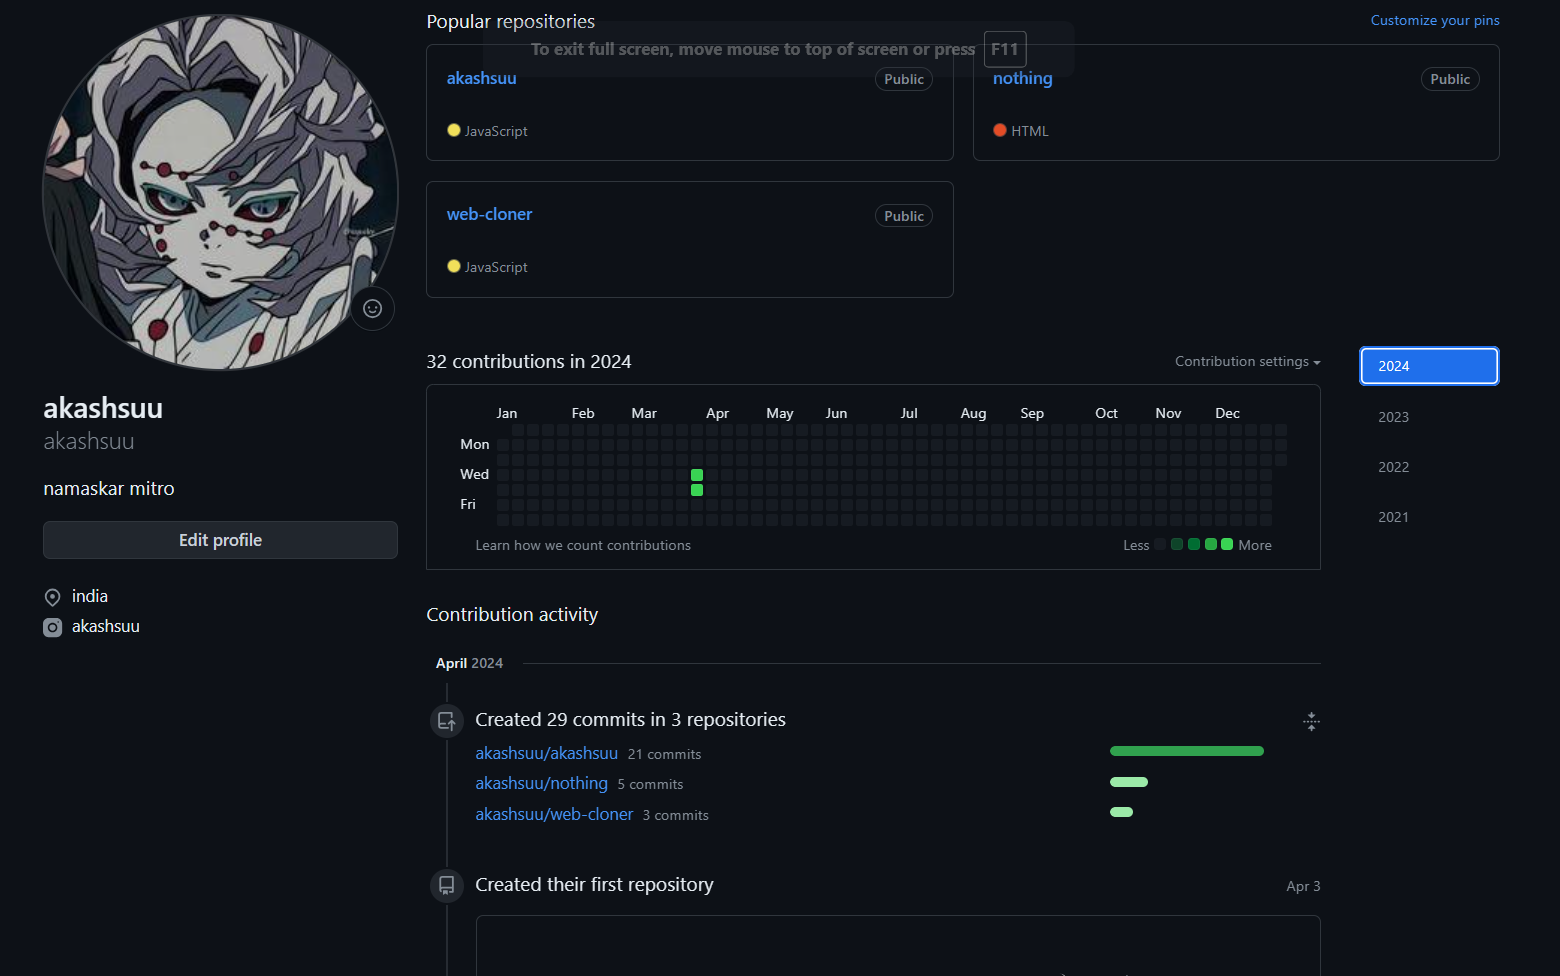 Popular repositories
Customize your pins
To exit full screen, move mouse to top of screen or press F11
akashsuu Public
JavaScript
nothing Public
HTML
web-cloner Public
JavaScript
akashsuu
akashsuu
namaskar mitro
Edit profile
india
akashsuu
32 contributions in 2024
Contribution settings
2024
2023
2022
2021
Jan Feb Mar Apr May Jun Jul Aug Sep Oct Nov Dec
Mon
Wed
Fri
Learn how we count contributions
Less More
Contribution activity
April 2024
Created 29 commits in 3 repositories
akashsuu/akashsuu 21 commits
akashsuu/nothing 5 commits
akashsuu/web-cloner 3 commits
Created their first repository Apr 3